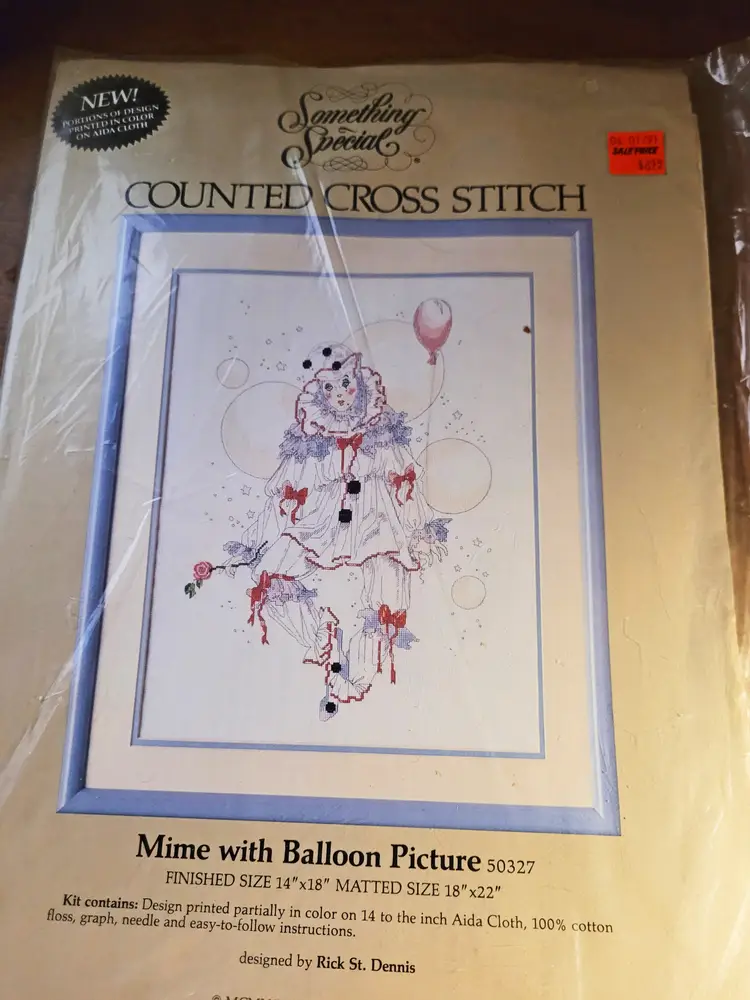 NEW!
PORTIONS OF DESIGN
PRINTED IN COLOR
ON AIDA CLOTH
Something
Special®
SALE PRICE
COUNTED CROSS STITCH
Mime with Balloon Picture 50327
FINISHED SIZE 14"x18" MATTED SIZE 18"x22"
Kit contains: Design printed partially in color on 14 to the inch Aida Cloth, 100% cotton
floss, graph, needle and easy-to-follow instructions.
designed by Rick St. Dennis